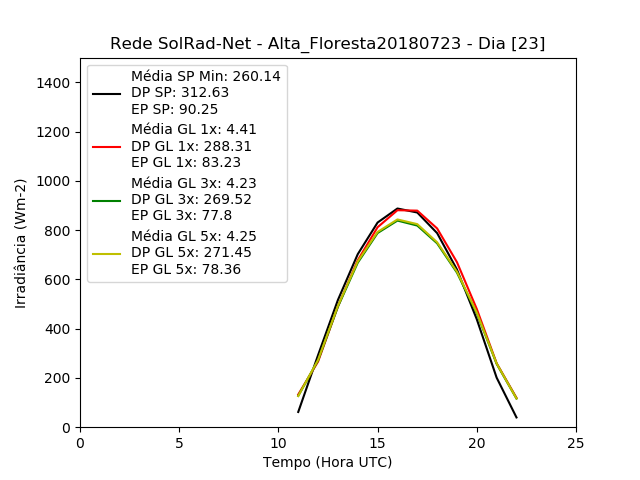 Rede SolRad-Net - Alta_Floresta20180723 - Dia [23]
Média SP Min: 260.14
DP SP: 312.63
EP SP: 90.25
Média GL 1x: 4.41
DP GL 1x: 288.31
EP GL 1x: 83.23
Média GL 3x: 4.23
DP GL 3x: 269.52
EP GL 3x: 77.8
Média GL 5x: 4.25
DP GL 5x: 271.45
EP GL 5x: 78.36
Irradiância (Wm-2)
1400
1200
1000
800
600
400
200
0
0 5 10 15 20 25
Tempo (Hora UTC)